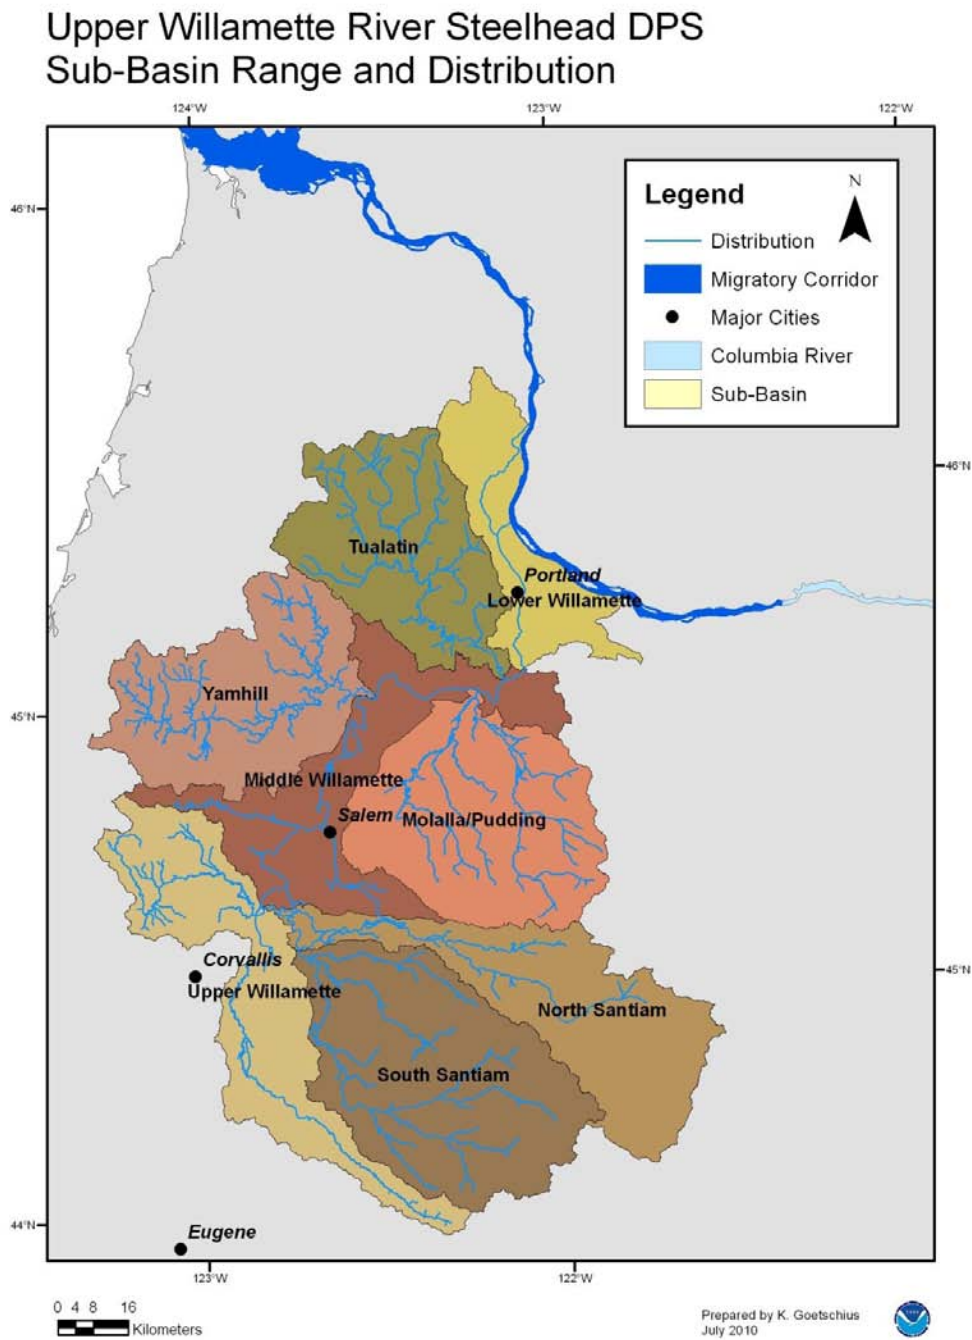 Upper Willamette River Steelhead DPS
Sub-Basin Range and Distribution
124°W 123°W 122°W
Legend
N
Distribution
Migratory Corridor
Major Cities
Columbia River
Sub-Basin
46°N
46°N
Tualatin
Portland
Lower Willamette
Yamhill
45°N
Middle Willamette
Salem
Molalla/Pudding
Corvallis
45°N
Upper Willamette
North Santiam
South Santiam
44°N
Eugene
123°W 122°W
0 4 8 16
Kilometers
Prepared by K. Goetschius
July 2010